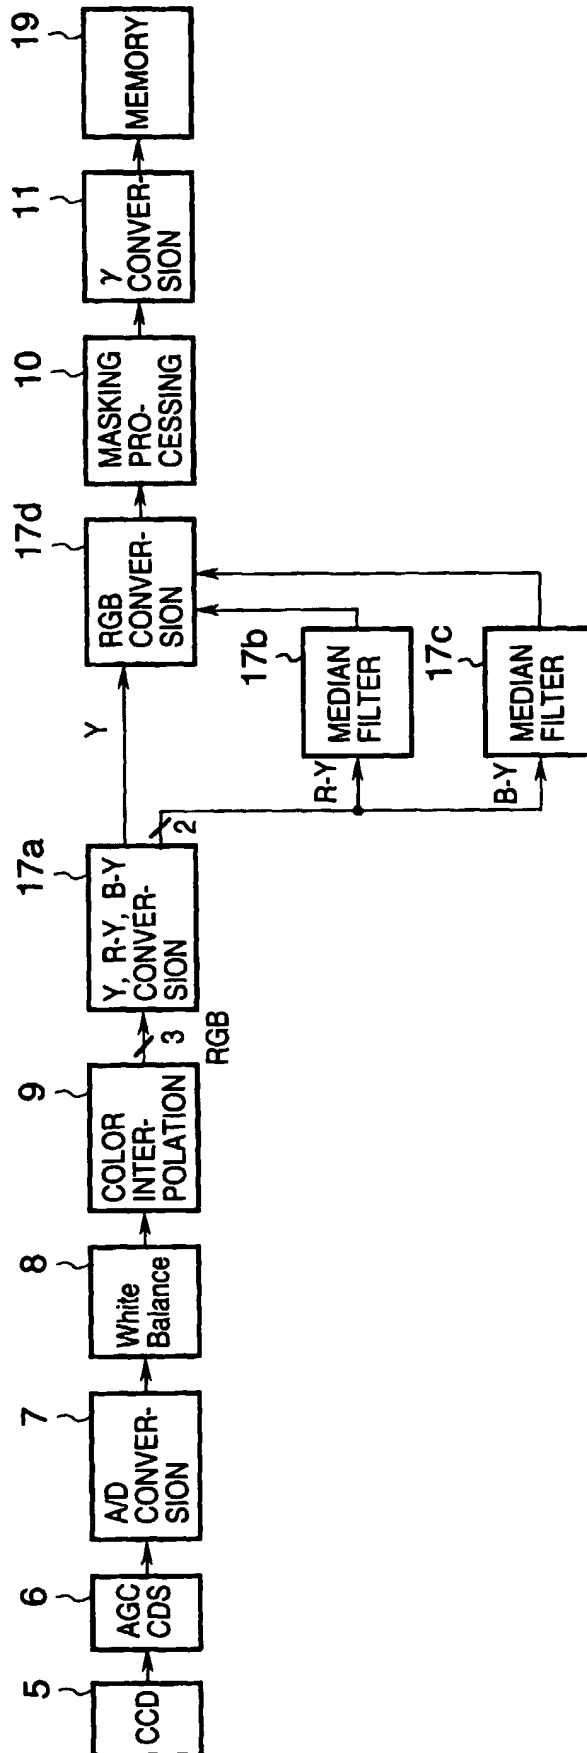 5
CCD
6
AGC
CDS
7
A/D
CONVER-
SION
8
White
Balance
9
COLOR
INTER-
POLATION
3
RGB
17a
Y, R-Y, B-Y
CONVER-
SION
2
Y
R-Y
B-Y
17b
MEDIAN
FILTER
17c
MEDIAN
FILTER
17d
RGB
CONVER-
SION
10
MASKING
PRO-
CESSING
11
γ
CONVER-
SION
19
MEMORY